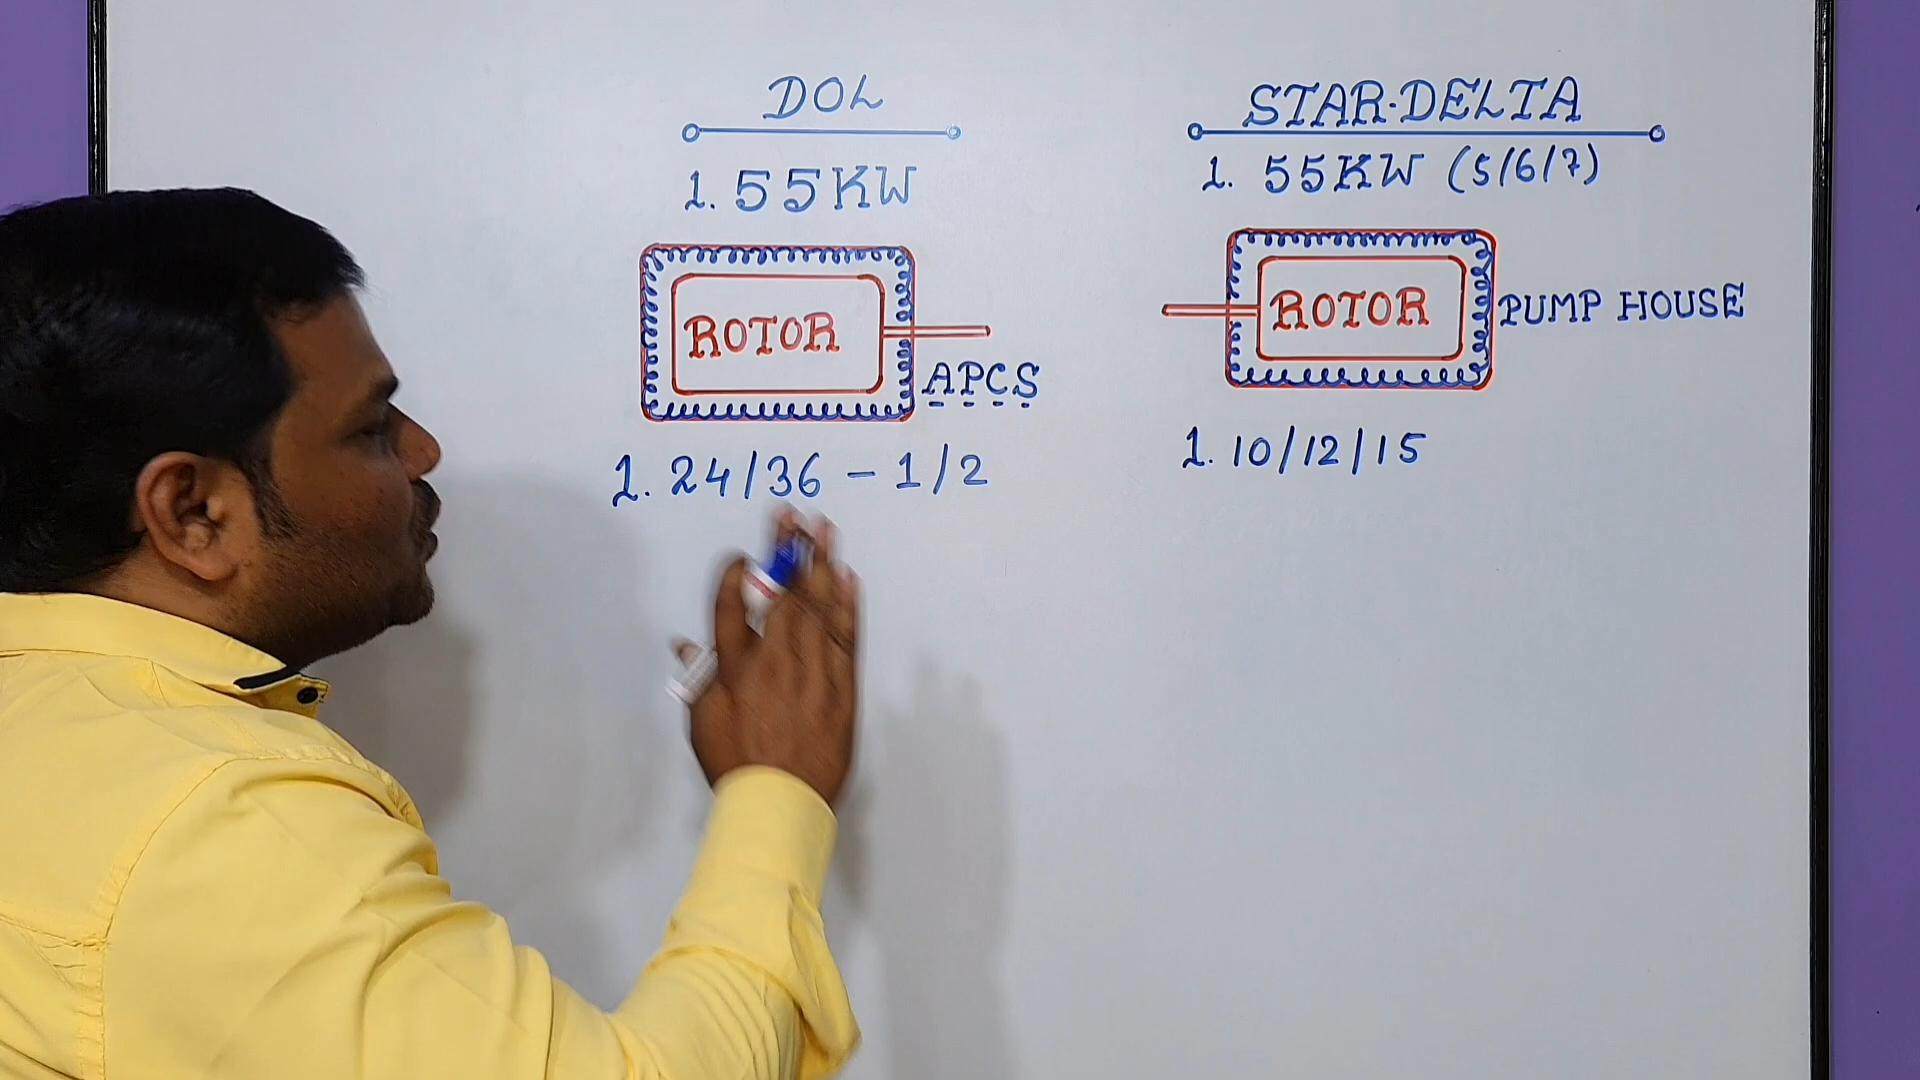 DOL
1. 55KW
ROTOR
APCS
1. 24/36 - 1/2
STAR-DELTA
1. 55KW (5/6/7)
ROTOR
PUMP HOUSE
1. 10/12/15